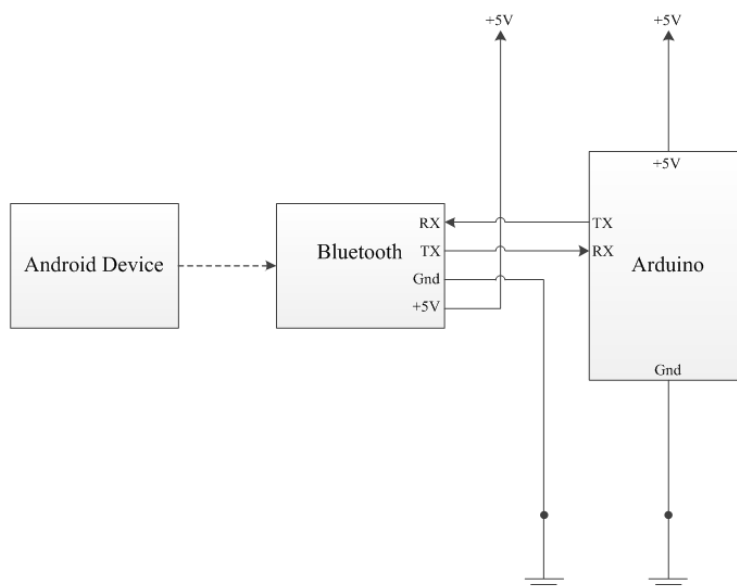 +5V
+5V
+5V
RX
TX
Android Device
Bluetooth
TX
RX
Arduino
Gnd
+5V
Gnd